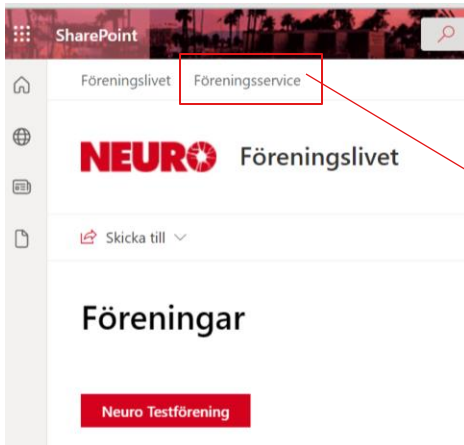 SharePoint
Föreningslivet Föreningsservice
NEURO Föreningslivet
Skicka till
Föreningar
Neuro Testförening